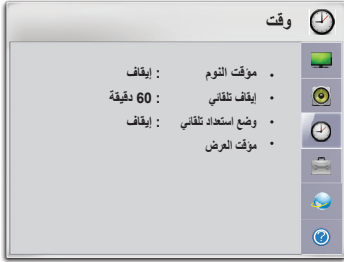 وقت
• مؤقت النوم : إيقاف
• إيقاف تلقائي : 60 دقيقة
• وضع استعداد تلقائي : إيقاف
• مؤقت العرض